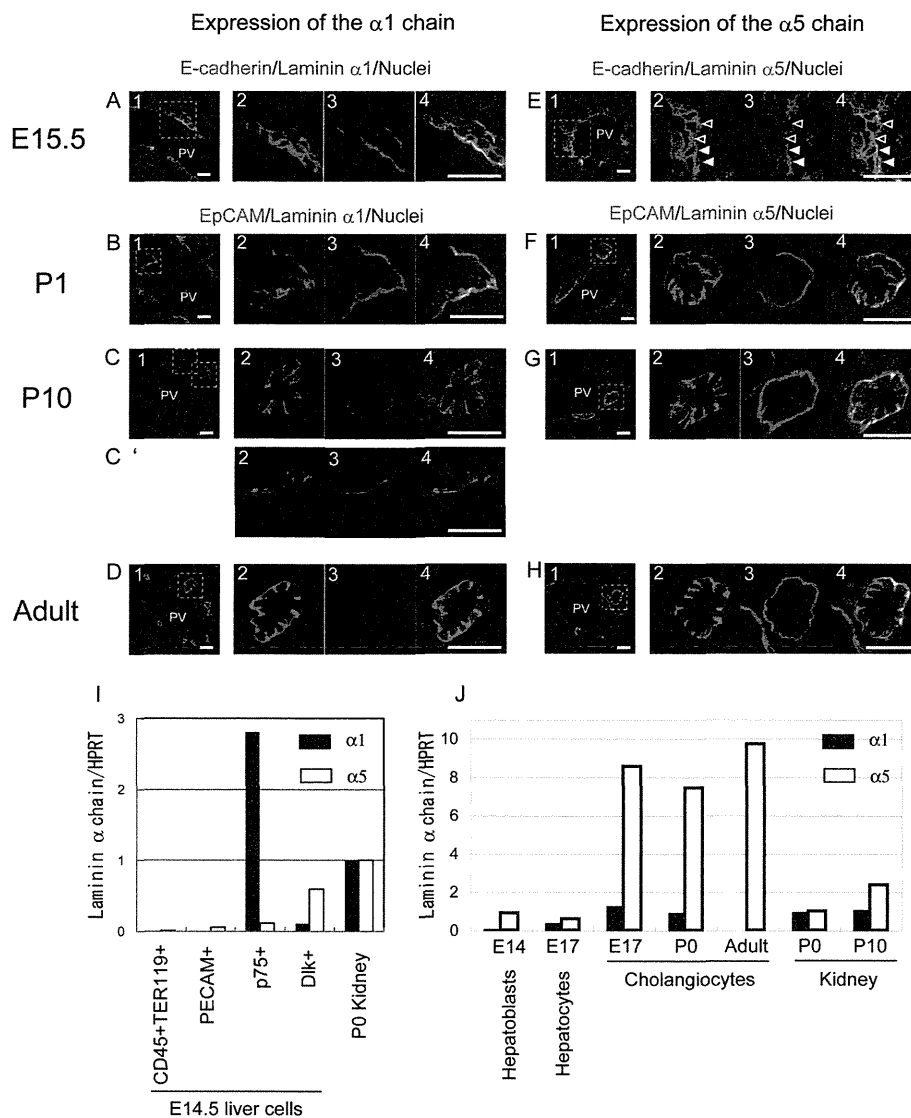 Expression of the α1 chain
Expression of the α5 chain
E-cadherin/Laminin α1/Nuclei
E-cadherin/Laminin α5/Nuclei
E15.5
A 1 PV 2 3 4
E 1 PV 2 3 4
EpCAM/Laminin α1/Nuclei
EpCAM/Laminin α5/Nuclei
P1
B 1 PV 2 3 4
F 1 PV 2 3 4
P10
C 1 PV 2 3 4
G 1 PV 2 3 4
C ' 2 3 4
Adult
D 1 PV 2 3 4
H 1 PV 2 3 4
I
Laminin α chain/HPRT
3
2
1
0
α1
α5
CD45+TER119+
PECAM+
p75+
Dlk+
P0 Kidney
E14.5 liver cells
J
Laminin α chain/HPRT
10
8
6
4
2
0
α1
α5
E14 E17 E17 P0 Adult P0 P10
Hepatoblasts
Hepatocytes
Cholangiocytes
Kidney